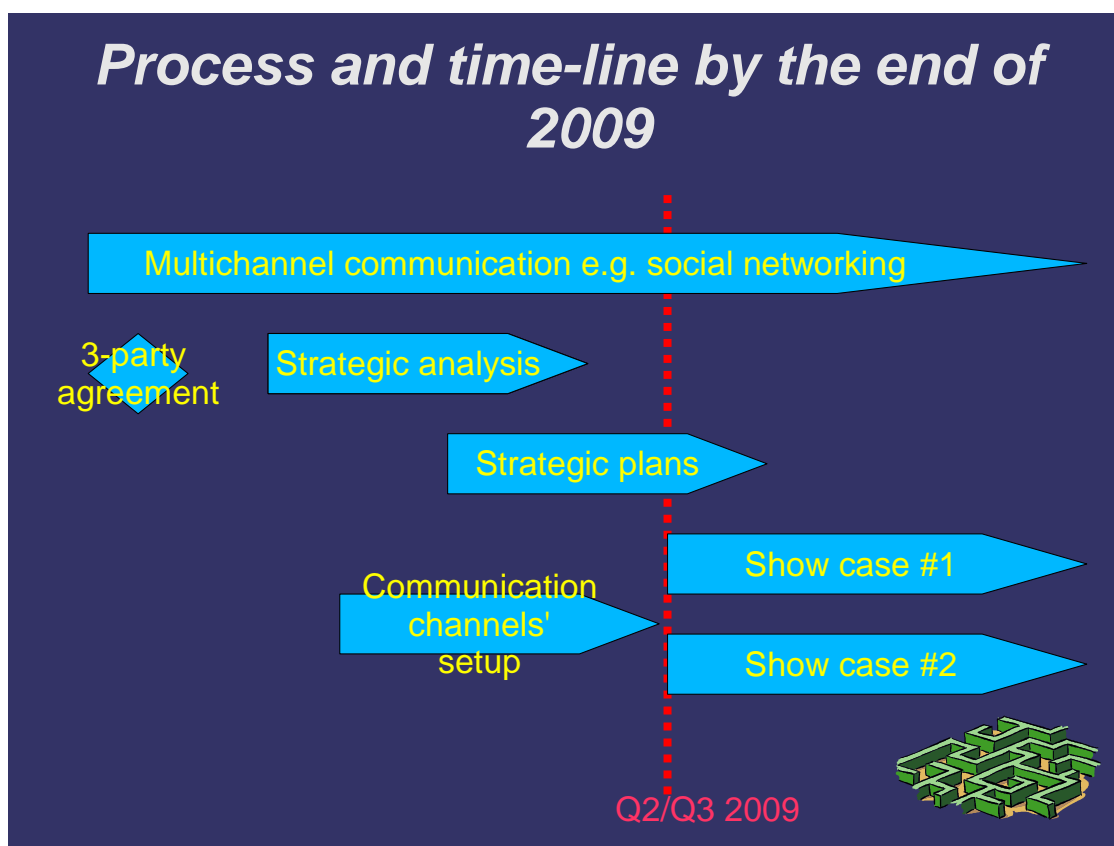 Process and time-line by the end of
2009
Multichannel communication e.g. social networking
3-party
agreement
Strategic analysis
Strategic plans
Show case #1
Communication
channels'
setup
Show case #2
Q2/Q3 2009